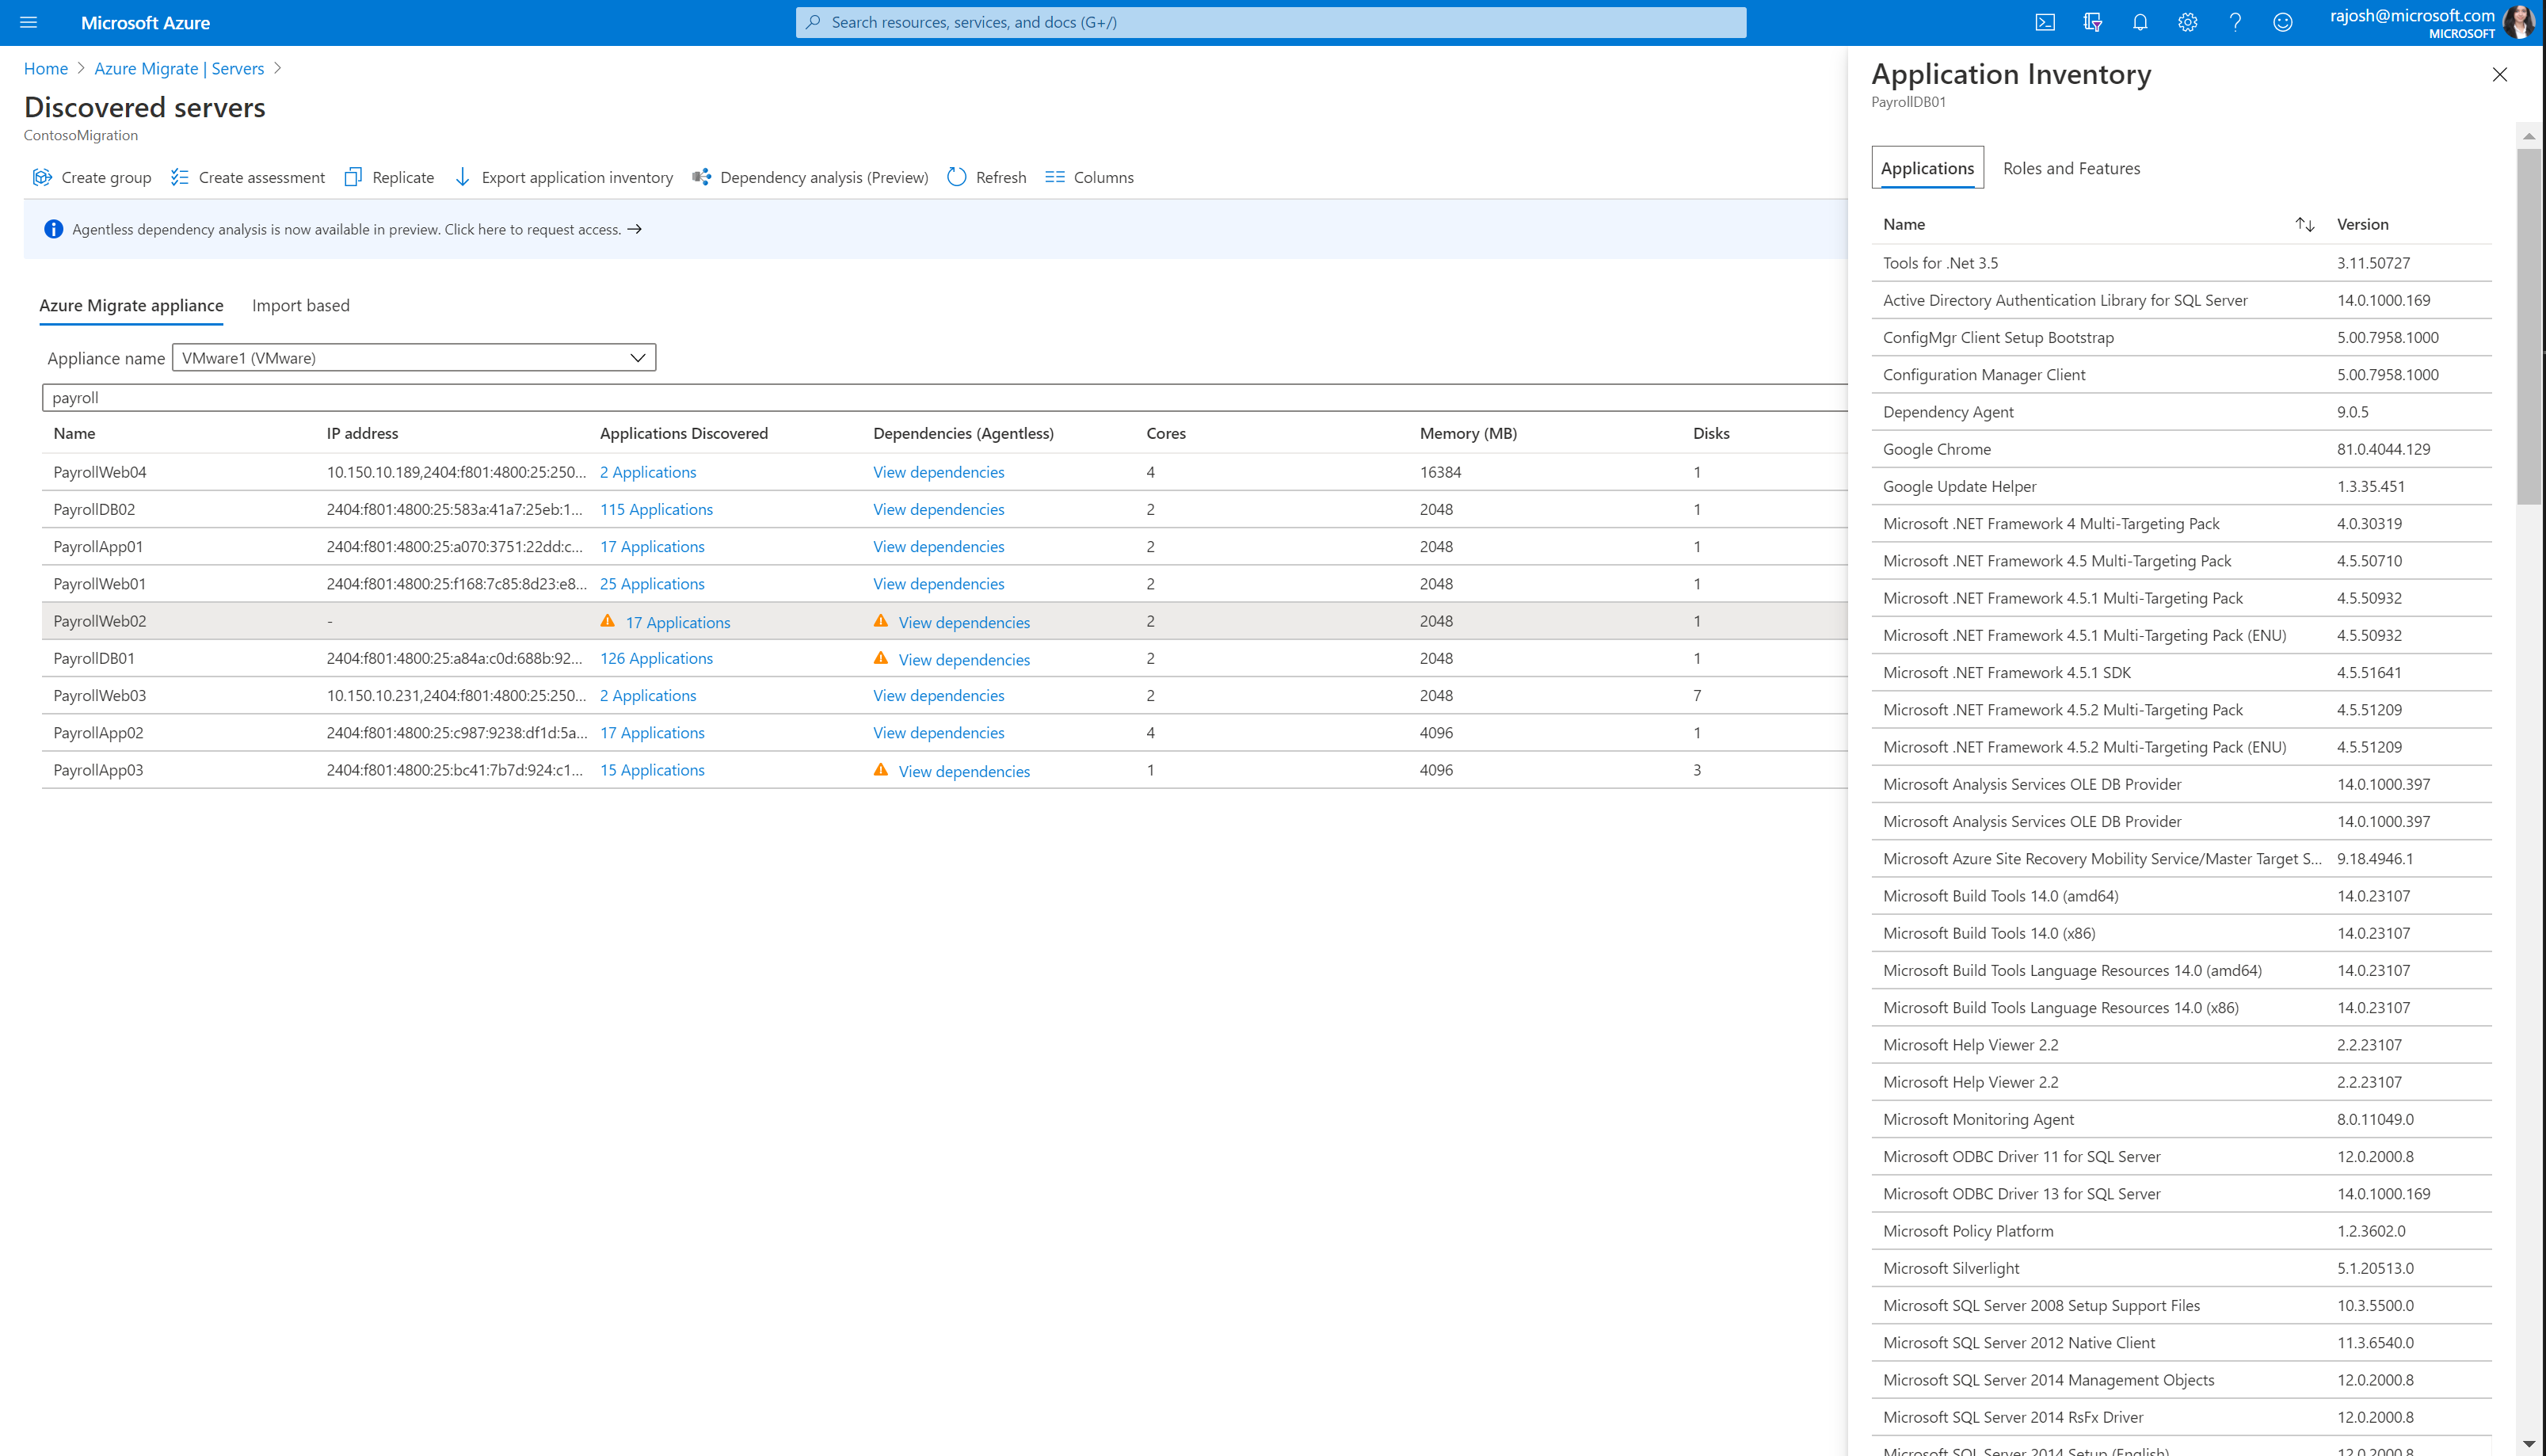 Microsoft Azure
Search resources, services, and docs (G+/)
rajosh@microsoft.com
MICROSOFT
Home > Azure Migrate | Servers >
Discovered servers
ContosoMigration
Create group Create assessment Replicate Export application inventory Dependency analysis (Preview) Refresh Columns
Agentless dependency analysis is now available in preview. Click here to request access. →
Azure Migrate appliance Import based
Appliance name VMware1 (VMware)
payroll
Name IP address Applications Discovered Dependencies (Agentless) Cores Memory (MB) Disks
PayrollWeb04 10.150.10.189,2404:f801:4800:25:250... 2 Applications View dependencies 4 16384 1
PayrollDB02 2404:f801:4800:25:583a:41a7:25eb:1... 115 Applications View dependencies 2 2048 1
PayrollApp01 2404:f801:4800:25:a070:3751:22dd:c... 17 Applications View dependencies 2 2048 1
PayrollWeb01 2404:f801:4800:25:f168:7c85:8d23:e8... 25 Applications View dependencies 2 2048 1
PayrollWeb02 - 17 Applications View dependencies 2 2048 1
PayrollDB01 2404:f801:4800:25:a84a:c0d:688b:92... 126 Applications View dependencies 2 2048 1
PayrollWeb03 10.150.10.231,2404:f801:4800:25:250... 2 Applications View dependencies 2 2048 7
PayrollApp02 2404:f801:4800:25:c987:9238:df1d:5a... 17 Applications View dependencies 4 4096 1
PayrollApp03 2404:f801:4800:25:bc41:7b7d:924:c1... 15 Applications View dependencies 1 4096 3
Application Inventory
PayrollDB01
Applications Roles and Features
Name Version
Tools for .Net 3.5 3.11.50727
Active Directory Authentication Library for SQL Server 14.0.1000.169
ConfigMgr Client Setup Bootstrap 5.00.7958.1000
Configuration Manager Client 5.00.7958.1000
Dependency Agent 9.0.5
Google Chrome 81.0.4044.129
Google Update Helper 1.3.35.451
Microsoft .NET Framework 4 Multi-Targeting Pack 4.0.30319
Microsoft .NET Framework 4.5 Multi-Targeting Pack 4.5.50710
Microsoft .NET Framework 4.5.1 Multi-Targeting Pack 4.5.50932
Microsoft .NET Framework 4.5.1 Multi-Targeting Pack (ENU) 4.5.50932
Microsoft .NET Framework 4.5.1 SDK 4.5.51641
Microsoft .NET Framework 4.5.2 Multi-Targeting Pack 4.5.51209
Microsoft .NET Framework 4.5.2 Multi-Targeting Pack (ENU) 4.5.51209
Microsoft Analysis Services OLE DB Provider 14.0.1000.397
Microsoft Analysis Services OLE DB Provider 14.0.1000.397
Microsoft Azure Site Recovery Mobility Service/Master Target S... 9.18.4946.1
Microsoft Build Tools 14.0 (amd64) 14.0.23107
Microsoft Build Tools 14.0 (x86) 14.0.23107
Microsoft Build Tools Language Resources 14.0 (amd64) 14.0.23107
Microsoft Build Tools Language Resources 14.0 (x86) 14.0.23107
Microsoft Help Viewer 2.2 2.2.23107
Microsoft Help Viewer 2.2 2.2.23107
Microsoft Monitoring Agent 8.0.11049.0
Microsoft ODBC Driver 11 for SQL Server 12.0.2000.8
Microsoft ODBC Driver 13 for SQL Server 14.0.1000.169
Microsoft Policy Platform 1.2.3602.0
Microsoft Silverlight 5.1.20513.0
Microsoft SQL Server 2008 Setup Support Files 10.3.5500.0
Microsoft SQL Server 2012 Native Client 11.3.6540.0
Microsoft SQL Server 2014 Management Objects 12.0.2000.8
Microsoft SQL Server 2014 RsFx Driver 12.0.2000.8
Microsoft SQL Server 2014 Setup (English) 12.0.2000.8